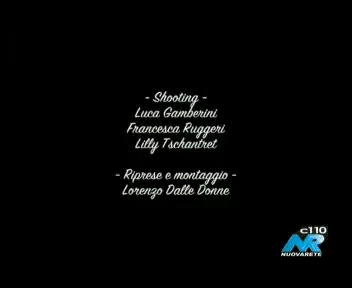 - Shooting -
Luca Gamberini
Francesca Ruggeri
Lilly Tschantret
- Riprese e montaggio -
Lorenzo Dalle Donne
c110
NR
NUOVARETE